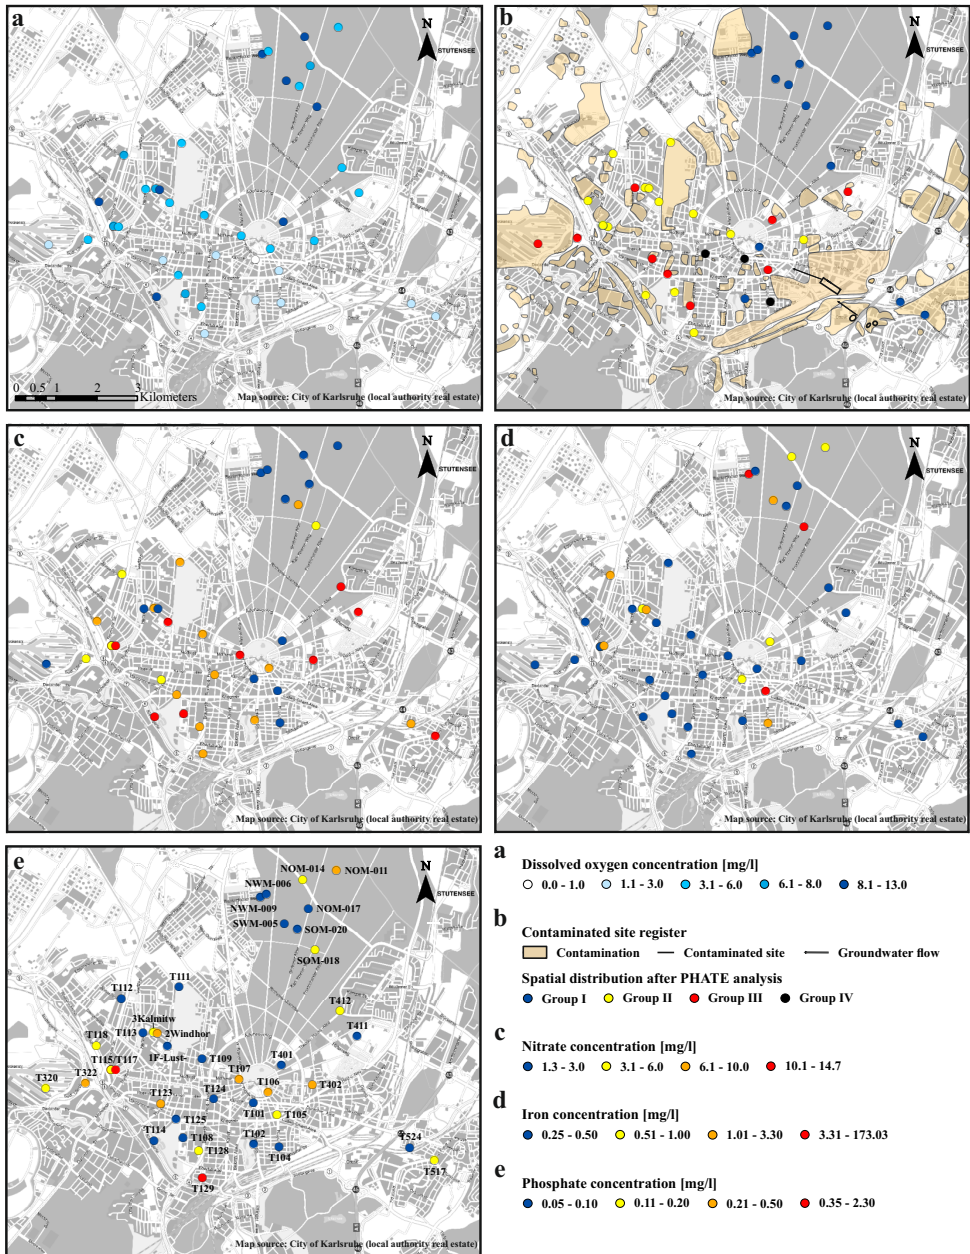 a
N
STUTENSEE
0 0.5 1 2 3
Kilometers
Map source: City of Karlsruhe (local authority real estate)
b
N
STUTENSEE
Map source: City of Karlsruhe (local authority real estate)
c
N
STUTENSEE
Map source: City of Karlsruhe (local authority real estate)
d
N
STUTENSEE
Map source: City of Karlsruhe (local authority real estate)
e
N
STUTENSEE
NOM-014
NOM-011
NWM-006
NWM-009
NOM-017
SWM-005
SOM-020
SOM-018
T111
T112
T412
3Kalmitw
T113
2Windhor
T411
T118
1F-Lust-
T109
T401
T115/T117
T107
T320
T322
T106
T402
T123
T124
T101
T105
T125
T114
T108
T102
T104
T524
T128
T517
T129
Map source: City of Karlsruhe (local authority real estate)
a
Dissolved oxygen concentration [mg/l]
0.0 - 1.0 1.1 - 3.0 3.1 - 6.0 6.1 - 8.0 8.1 - 13.0
b
Contaminated site register
Contamination Contaminated site Groundwater flow
Spatial distribution after PHATE analysis
Group I Group II Group III Group IV
c
Nitrate concentration [mg/l]
1.3 - 3.0 3.1 - 6.0 6.1 - 10.0 10.1 - 14.7
d
Iron concentration [mg/l]
0.25 - 0.50 0.51 - 1.00 1.01 - 3.30 3.31 - 173.03
e
Phosphate concentration [mg/l]
0.05 - 0.10 0.11 - 0.20 0.21 - 0.50 0.35 - 2.30